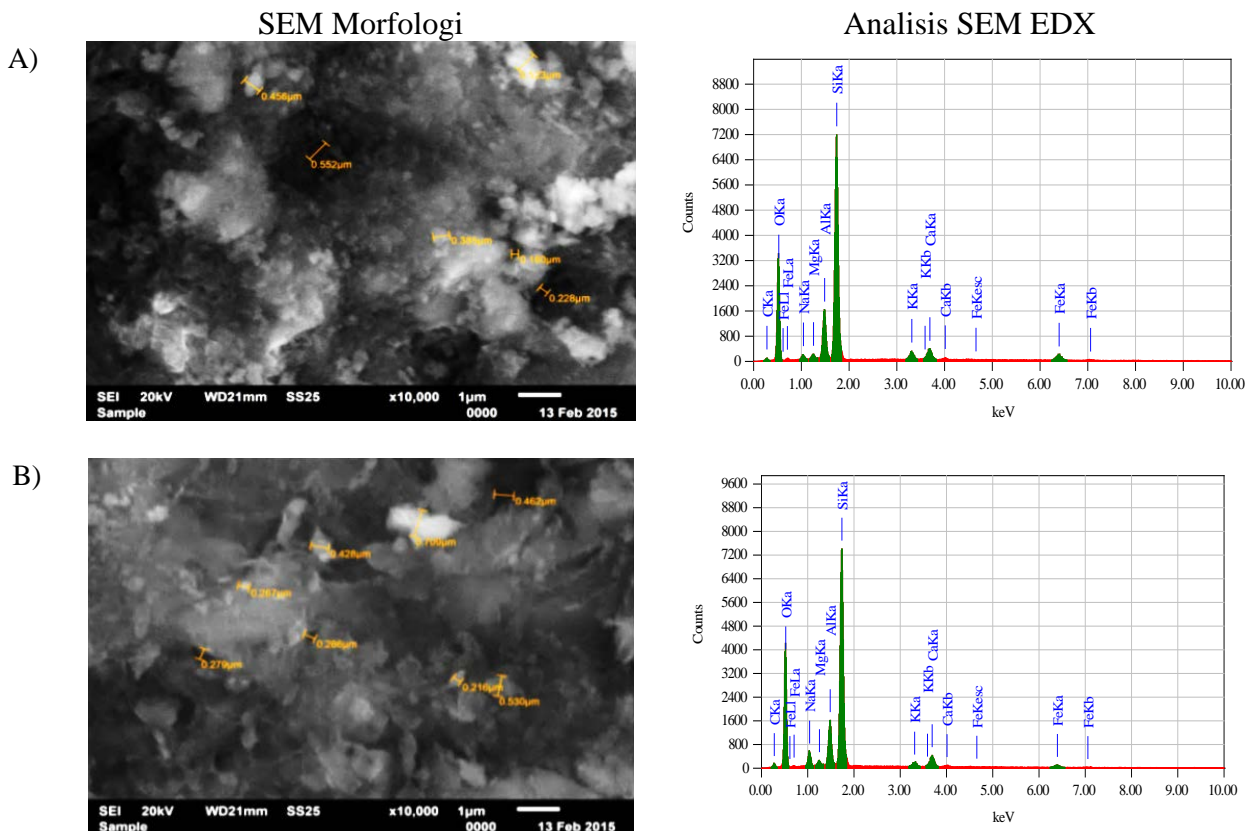 SEM Morfologi
Analisis SEM EDX
A)
0.456µm
0.552µm
0.228µm
SEI 20kV WD21mm SS25 x10,000 1µm
Sample 0000 13 Feb 2015
Counts
8800
8000
7200
6400
5600
4800
4000
3200
2400
1600
800
0
CKa
OKa
FeLl
FeLa
NaKa
MgKa
AlKa
SiKa
KKa
KKb
CaKa
CaKb
FeKesc
FeKa
FeKb
0.00 1.00 2.00 3.00 4.00 5.00 6.00 7.00 8.00 9.00 10.00
keV
B)
0.462µm
0.709µm
0.428µm
0.267µm
0.279µm
0.216µm
0.530µm
SEI 20kV WD21mm SS25 x10,000 1µm
Sample 0000 13 Feb 2015
Counts
9600
8800
8000
7200
6400
5600
4800
4000
3200
2400
1600
800
0
CKa
OKa
FeLl
FeLa
NaKa
MgKa
AlKa
SiKa
KKa
KKb
CaKa
CaKb
FeKesc
FeKa
FeKb
0.00 1.00 2.00 3.00 4.00 5.00 6.00 7.00 8.00 9.00 10.00
keV